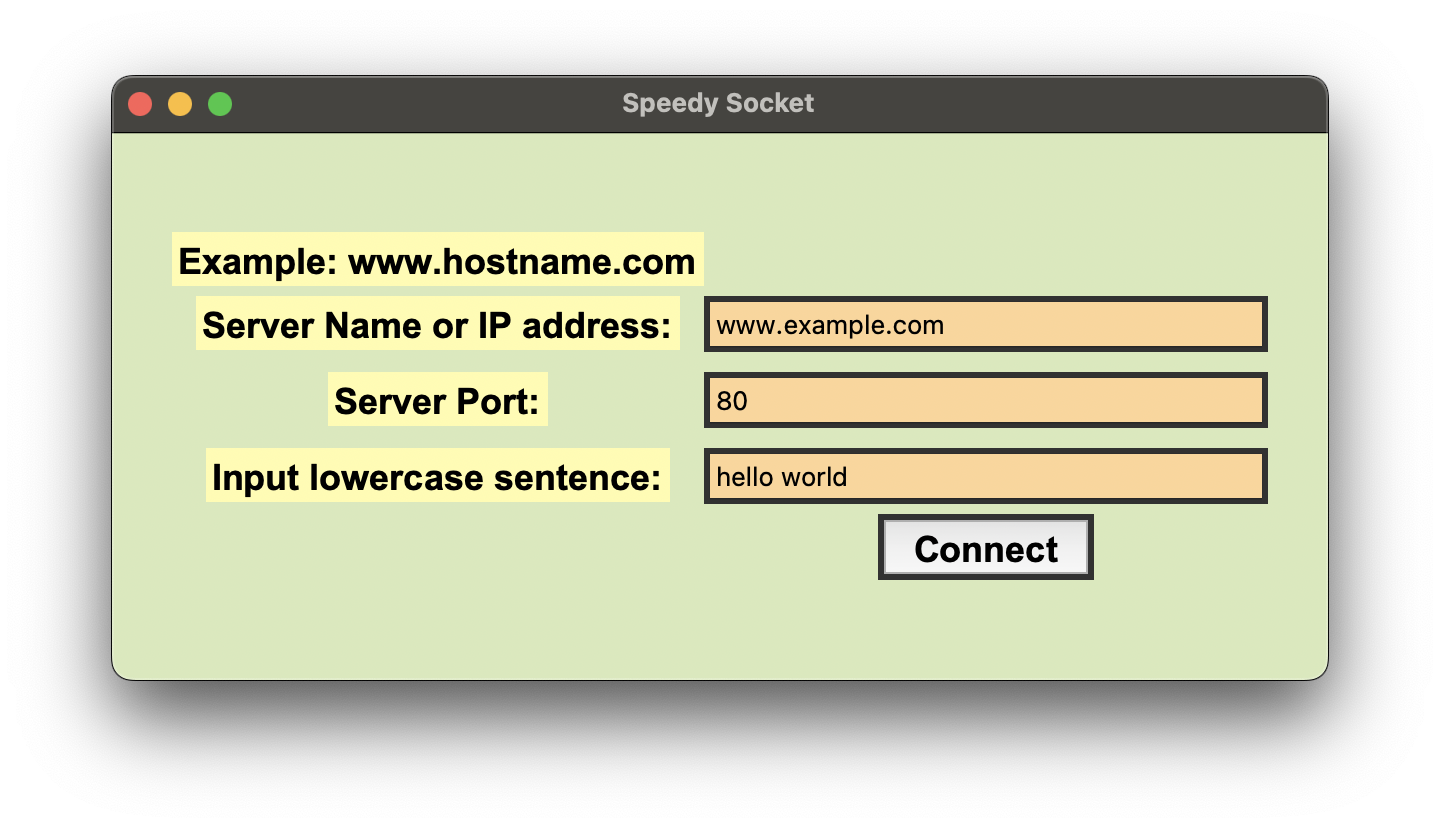 Speedy Socket
Example: www.hostname.com
Server Name or IP address: www.example.com
Server Port: 80
Input lowercase sentence: hello world
Connect